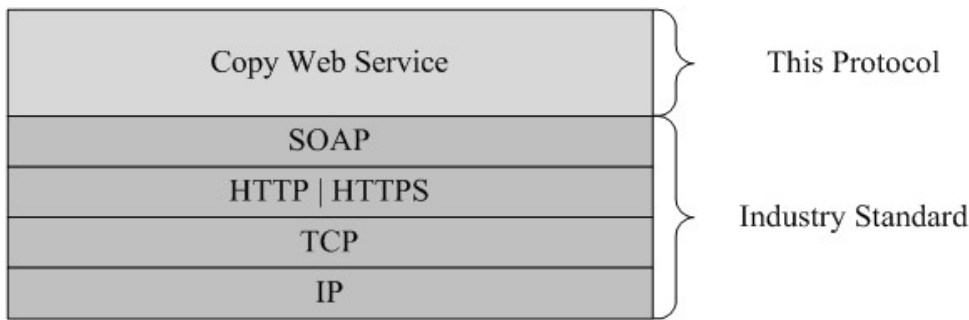 Copy Web Service
This Protocol
SOAP
HTTP | HTTPS
TCP
IP
Industry Standard